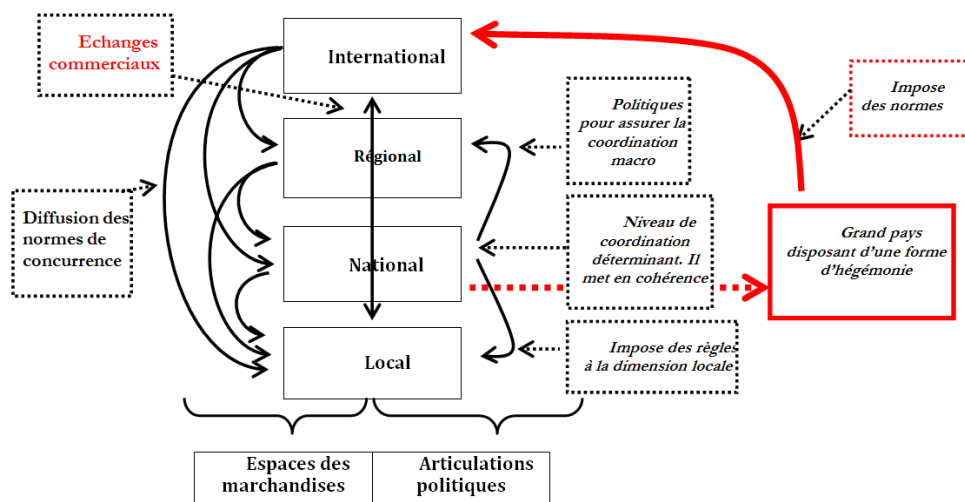 Echanges
commerciaux
International
Impose
des normes
Politiques
pour assurer la
coordination
macro
Régional
Diffusion des
normes de
concurrence
Niveau de
coordination
déterminant. Il
met en cohérence
National
Grand pays
disposant d'une forme
d'hégémonie
Local
Impose des règles
à la dimension locale
Espaces des
marchandises
Articulations
politiques